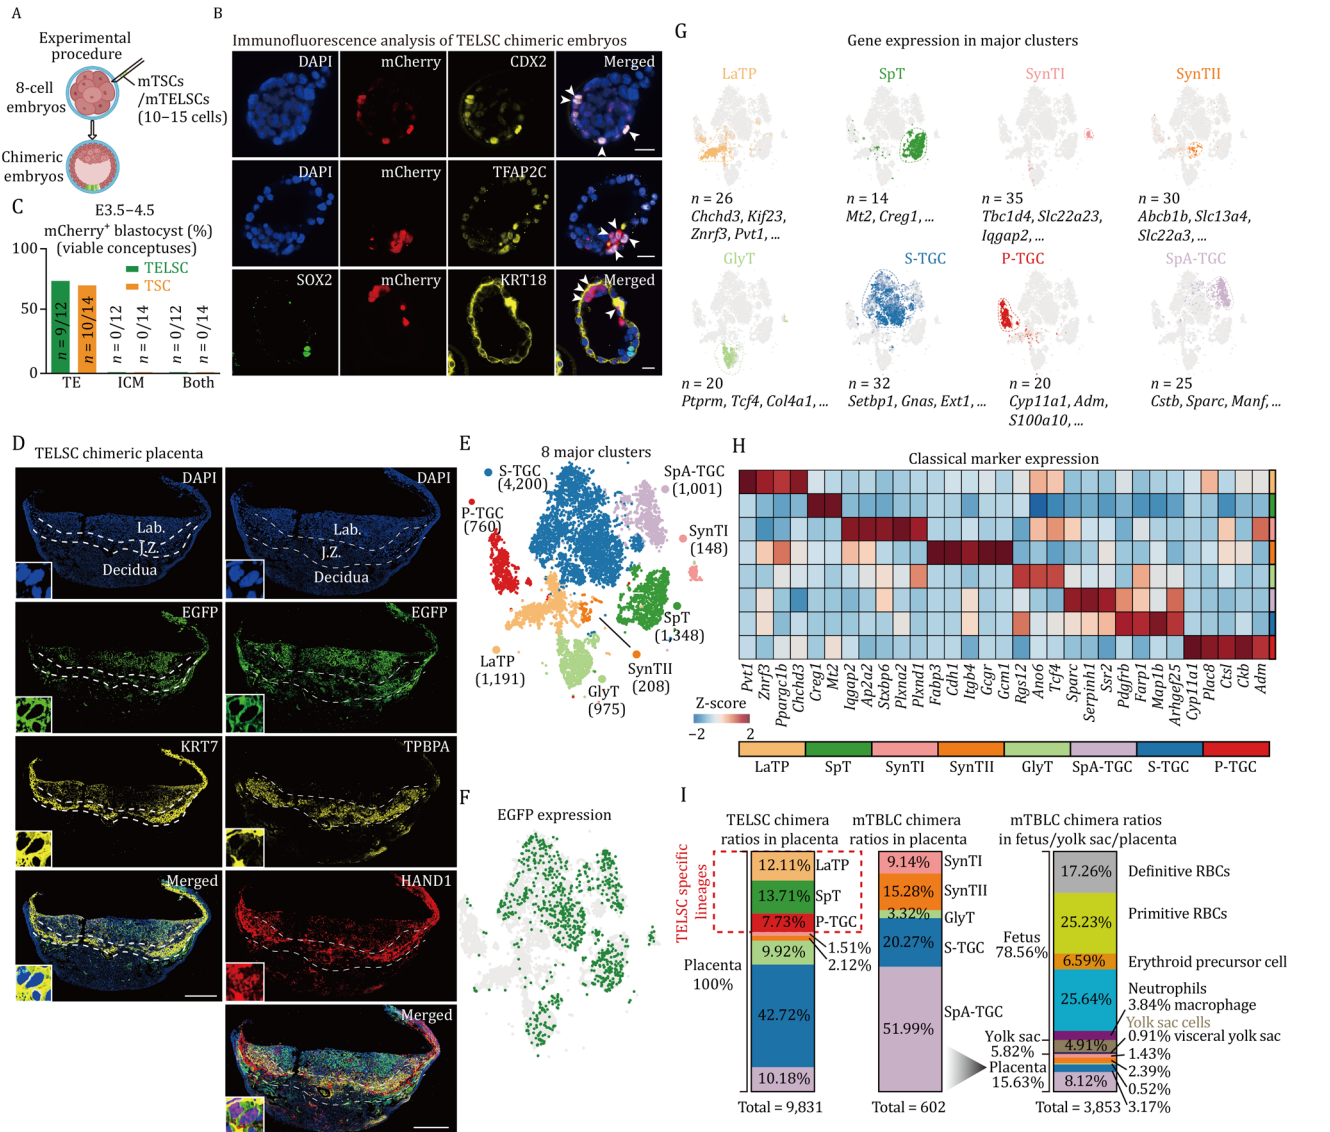 A
Experimental
procedure
8-cell
embryos
mTSCs
/mTELSCs
(10−15 cells)
Chimeric
embryos
B
Immunofluorescence analysis of TELSC chimeric embryos
DAPI
mCherry
CDX2
Merged
DAPI
mCherry
TFAP2C
Merged
SOX2
mCherry
KRT18
Merged
C
E3.5−4.5
mCherry⁺ blastocyst (%)
(viable conceptuses)
TELSC
TSC
100
50
0
n = 9/12
n = 10/14
n = 0/12
n = 0/14
n = 0/12
n = 0/14
TE
ICM
Both
D
TELSC chimeric placenta
DAPI
Lab.
J.Z.
Decidua
DAPI
Lab.
J.Z.
Decidua
EGFP
EGFP
KRT7
TPBPA
Merged
HAND1
Merged
E
8 major clusters
S-TGC
(4,200)
SpA-TGC
(1,001)
P-TGC
(760)
SynTI
(148)
SpT
(1,348)
LaTP
(1,191)
SynTII
(208)
GlyT
(975)
F
EGFP expression
G
Gene expression in major clusters
LaTP
n = 26
Chchd3, Kif23,
Znrf3, Pvt1, ...
SpT
n = 14
Mt2, Creg1, ...
SynTI
n = 35
Tbc1d4, Slc22a23,
Iqgap2, ...
SynTII
n = 30
Abcb1b, Slc13a4,
Slc22a3, ...
GlyT
n = 20
Ptprm, Tcf4, Col4a1, ...
S-TGC
n = 32
Setbp1, Gnas, Ext1, ...
P-TGC
n = 20
Cyp11a1, Adm,
S100a10, ...
SpA-TGC
n = 25
Cstb, Sparc, Manf, ...
H
Classical marker expression
Pvt1
Znrf3
Ppargc1b
Chchd3
Creg1
Mt2
Iqgap2
Ap2a2
Stxbp6
Plxna2
Plxnd1
Fabp3
Cdh1
Itgb4
Gcgr
Gcm1
Rgs12
Ano6
Tcf4
Sparc
Serpinh1
Ssr2
Pdgfrb
Farp1
Map1b
Arhgef25
Cyp11a1
Plac8
Ctsl
Ckb
Adm
Z-score
−2
2
LaTP
SpT
SynTI
SynTII
GlyT
SpA-TGC
S-TGC
P-TGC
I
TELSC chimera
ratios in placenta
TELSC specific
lineages
12.11%
LaTP
13.71%
SpT
7.73%
P-TGC
1.51%
2.12%
9.92%
Placenta
100%
42.72%
10.18%
Total = 9,831
mTBLC chimera
ratios in placenta
9.14%
SynTI
15.28%
SynTII
3.32%
GlyT
20.27%
S-TGC
51.99%
SpA-TGC
Total = 602
mTBLC chimera ratios
in fetus/yolk sac/placenta
17.26%
Definitive RBCs
25.23%
Primitive RBCs
Fetus
78.56%
6.59%
Erythroid precursor cell
25.64%
Neutrophils
3.84% macrophage
Yolk sac cells
4.91%
0.91% visceral yolk sac
Yolk sac
5.82%
1.43%
Placenta
15.63%
2.39%
0.52%
8.12%
3.17%
Total = 3,853